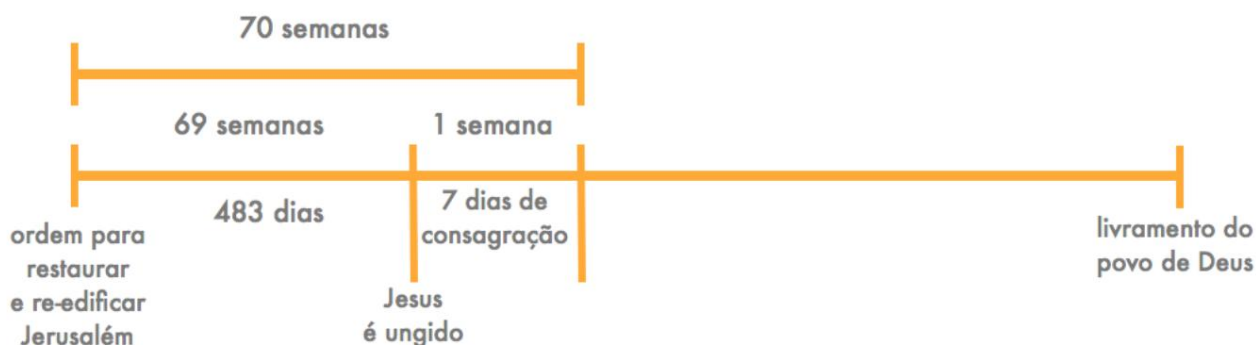 70 semanas
69 semanas
1 semana
483 dias
7 dias de
consagração
ordem para
restaurar
e re-edificar
Jerusalém
Jesus
é ungido
livramento do
povo de Deus